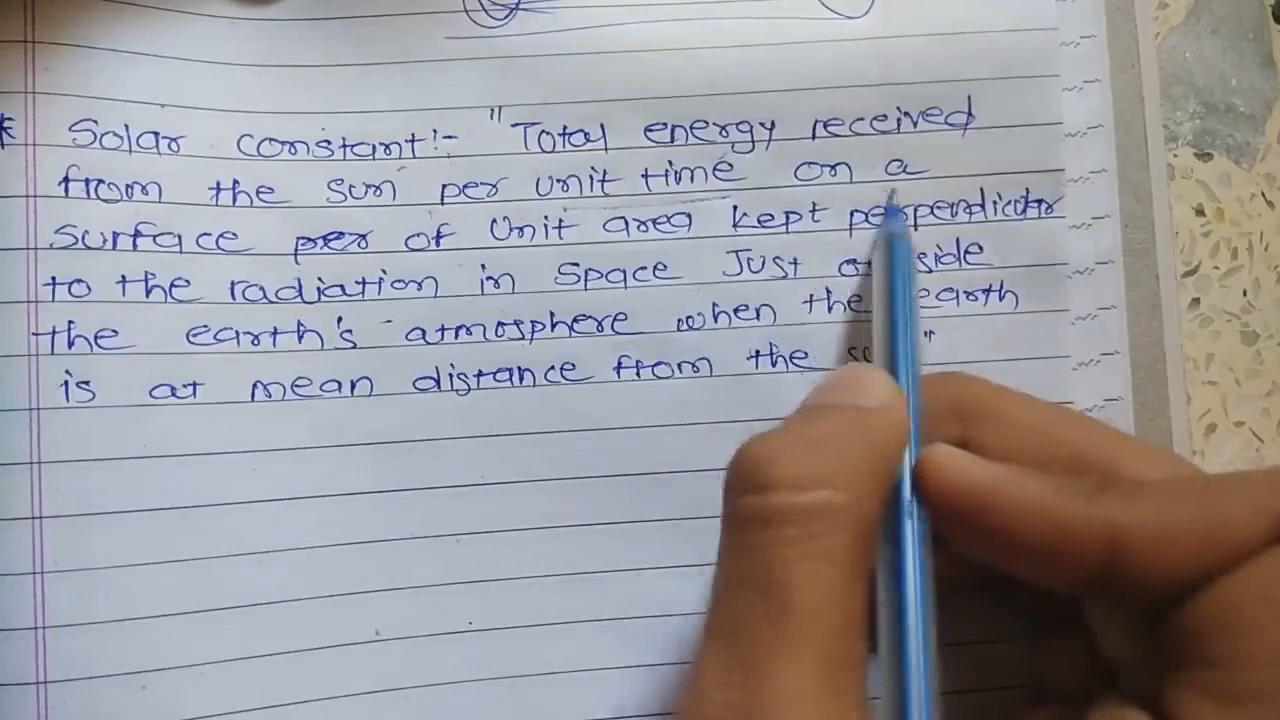 * Solar constant:- "Total energy received
from the sun per unit time on a
surface per of unit area kept perpendicular
to the radiation in space Just side
the earth's atmosphere when the earth
is at mean distance from the "